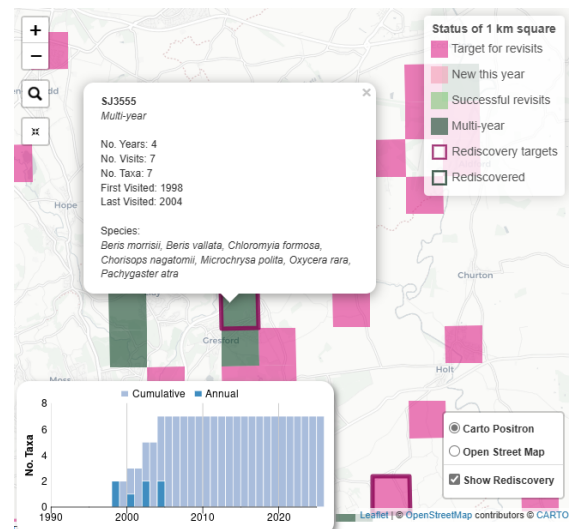 +
−
Status of 1 km square
Target for revisits
New this year
Successful revisits
Multi-year
Rediscovery targets
Rediscovered
SJ3555
×
Multi-year
No. Years: 4
No. Visits: 7
No. Taxa: 7
First Visited: 1998
Last Visited: 2004
Species:
Beris morrisii, Beris vallata, Chloromyia formosa,
Chorisops nagatomii, Microchrysa polita, Oxycera rara,
Pachygaster atra
Hope
Churton
Gresford
Holt
Moss
Cumulative Annual
No. Taxa
8
6
4
2
0
1990 2000 2010 2020
Carto Positron
Open Street Map
Show Rediscovery
Leaflet | © OpenStreetMap contributors © CARTO